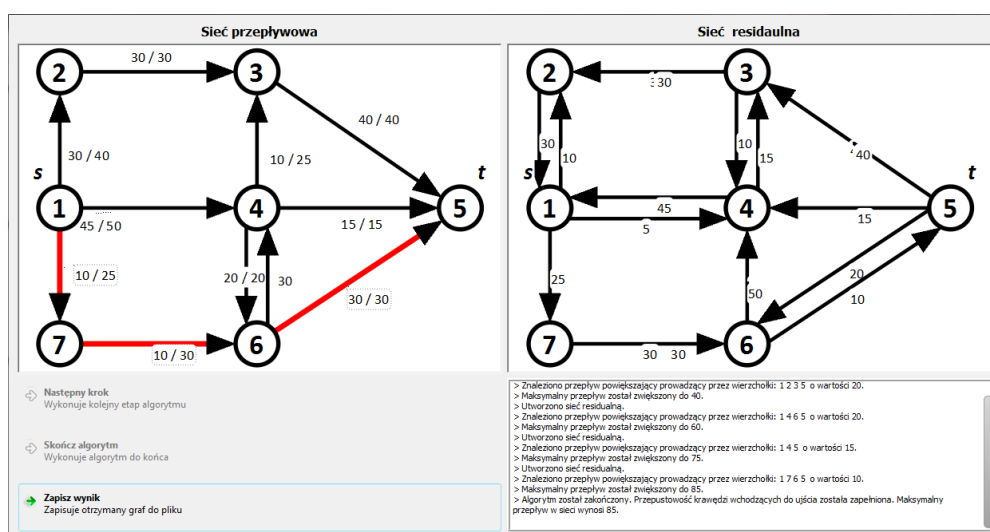 Sieć przepływowa
30 / 30
2
3
40 / 40
30 / 40
10 / 25
s
t
1
4
5
45 / 50
15 / 15
10 / 25
20 / 20
30
30 / 30
7
6
10 / 30
Sieć residaulna
2
3
30
30
10
10
15
40
s
t
1
45
4
5
5
15
25
50
20
10
7
6
30 30
Następny krok
Wykonuje kolejny etap algorytmu
Skończ algorytm
Wykonuje algorytm do końca
Zapisz wynik
Zapisuje otrzymany graf do pliku
> Znaleziono przepływ powiększający prowadzący przez wierzchołki: 1 2 3 5 o wartości 20.
> Maksymalny przepływ został zwiększony do 40.
> Utworzono sieć residualną.
> Znaleziono przepływ powiększający prowadzący przez wierzchołki: 1 4 6 5 o wartości 20.
> Maksymalny przepływ został zwiększony do 60.
> Utworzono sieć residualną.
> Znaleziono przepływ powiększający prowadzący przez wierzchołki: 1 4 5 o wartości 15.
> Maksymalny przepływ został zwiększony do 75.
> Utworzono sieć residualną.
> Znaleziono przepływ powiększający prowadzący przez wierzchołki: 1 7 6 5 o wartości 10.
> Maksymalny przepływ został zwiększony do 85.
> Algorytm został zakończony. Przepustowość krawędzi wchodzących do ujścia została zapełniona. Maksymalny
przepływ w sieci wynosi 85.